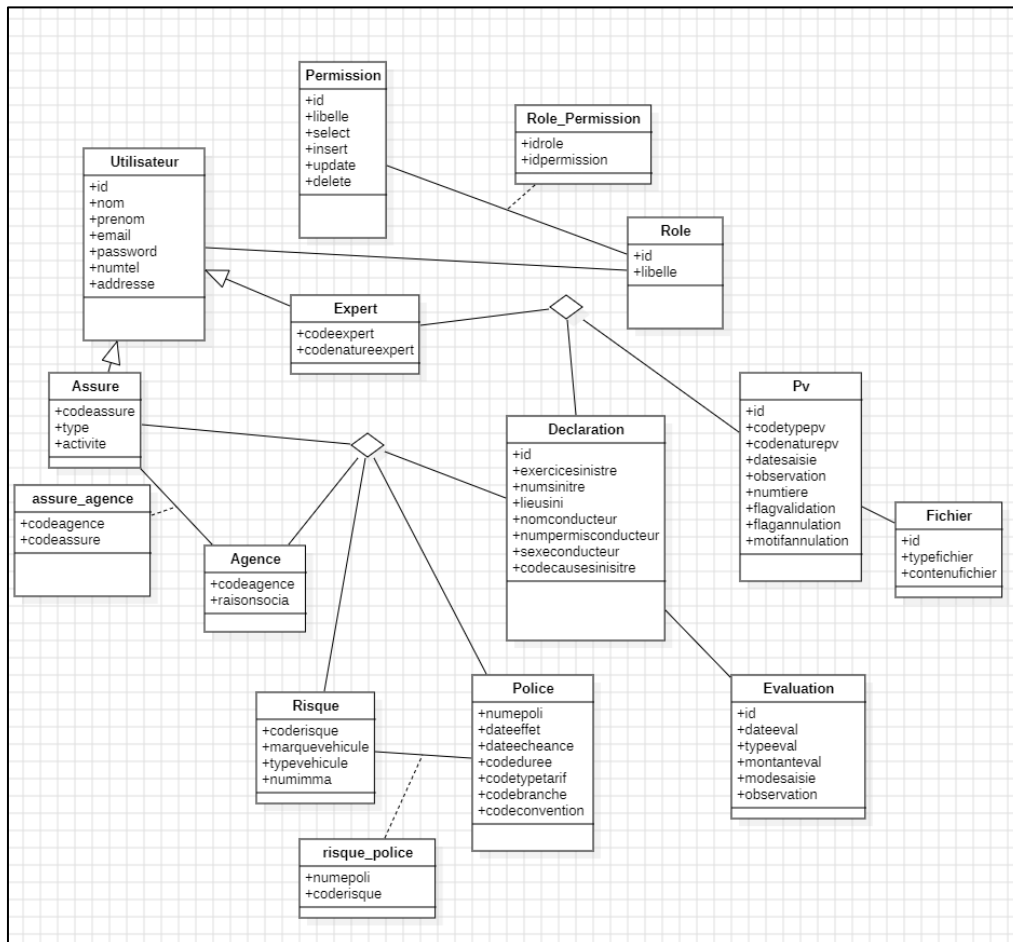 Permission
+id
+libelle
+select
+insert
+update
+delete
Role_Permission
+idrole
+idpermission
Utilisateur
+id
+nom
+prenom
+email
+password
+numtel
+addresse
Role
+id
+libelle
Expert
+codeexpert
+codenatureexpert
Assure
+codeassure
+type
+activite
Pv
+id
+codetypepv
+codenaturepv
+datesaisie
+observation
+numtiere
+flagvalidation
+flagannulation
+motifannulation
Declaration
+id
+exercicesinistre
+numsinitre
+lieusini
+nomconducteur
+numpermisconducteur
+sexeconducteur
+codecausesinisitre
assure_agence
+codeagence
+codeassure
Fichier
+id
+typefichier
+contenufichier
Agence
+codeagence
+raisonsocia
Risque
+coderisque
+marquevehicule
+typevehicule
+numimma
Police
+numepoli
+dateeffet
+dateecheance
+codeduree
+codetypetarif
+codebranche
+codeconvention
Evaluation
+id
+dateeval
+typeeval
+montanteval
+modesaisie
+observation
risque_police
+numepoli
+coderisque